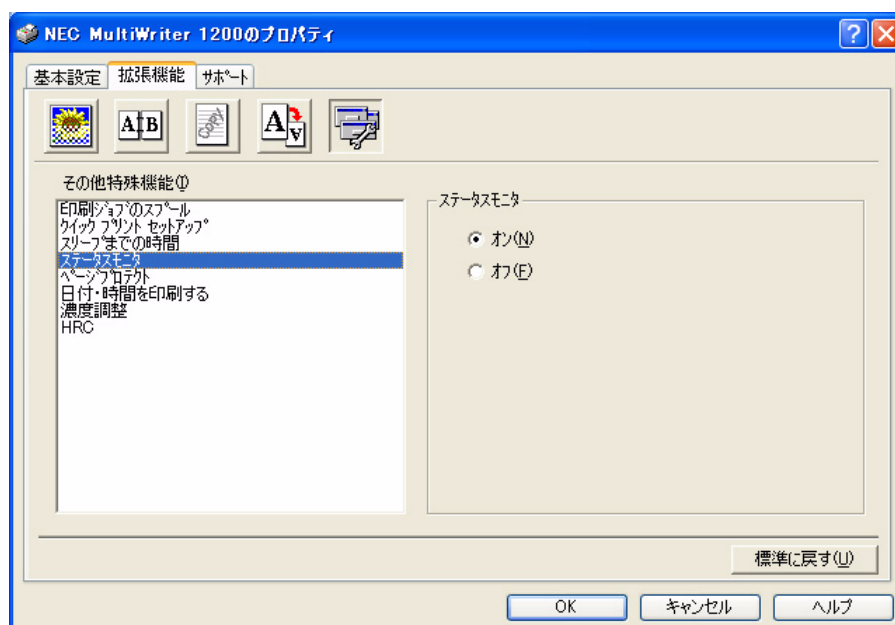 NEC MultiWriter 1200のプロパティ
基本設定 拡張機能 サポート
A B COPY A A
その他特殊機能(I)
印刷ジョブのスプール
クイック プリント セットアップ
スリープまでの時間
ステータスモニタ
ページプロテクト
日付・時間を印刷する
濃度調整
HRC
ステータスモニタ
オン(N)
オフ(F)
標準に戻す(U)
OK キャンセル ヘルプ